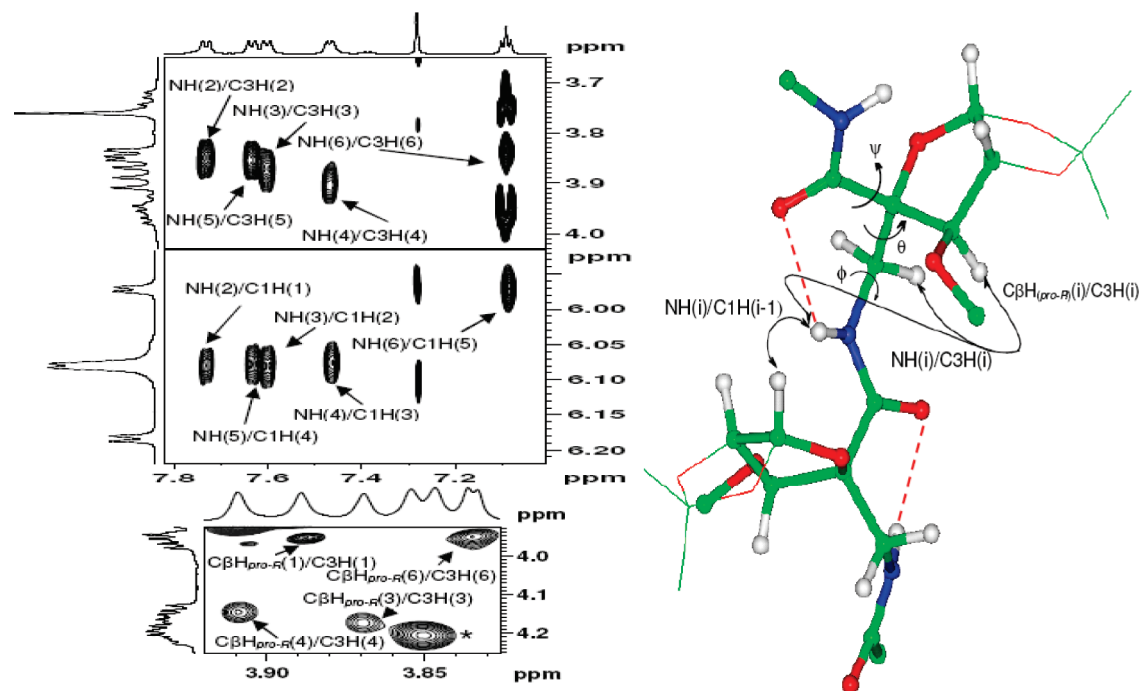 ppm
NH(2)/C3H(2)
NH(3)/C3H(3)
NH(6)/C3H(6)
NH(5)/C3H(5)
NH(4)/C3H(4)
3.7
3.8
3.9
4.0
NH(2)/C1H(1)
NH(3)/C1H(2)
NH(6)/C1H(5)
NH(4)/C1H(3)
NH(5)/C1H(4)
6.00
6.05
6.10
6.15
6.20
7.8 7.6 7.4 7.2 ppm
ppm
CβHpro-R(1)/C3H(1)
CβHpro-R(6)/C3H(6)
CβHpro-R(3)/C3H(3)
CβHpro-R(4)/C3H(4)
*
4.0
4.1
4.2
3.90 3.85
ppm
ψ
θ
ϕ
CβH(pro-R)(i)/C3H(i)
NH(i)/C1H(i-1)
NH(i)/C3H(i)